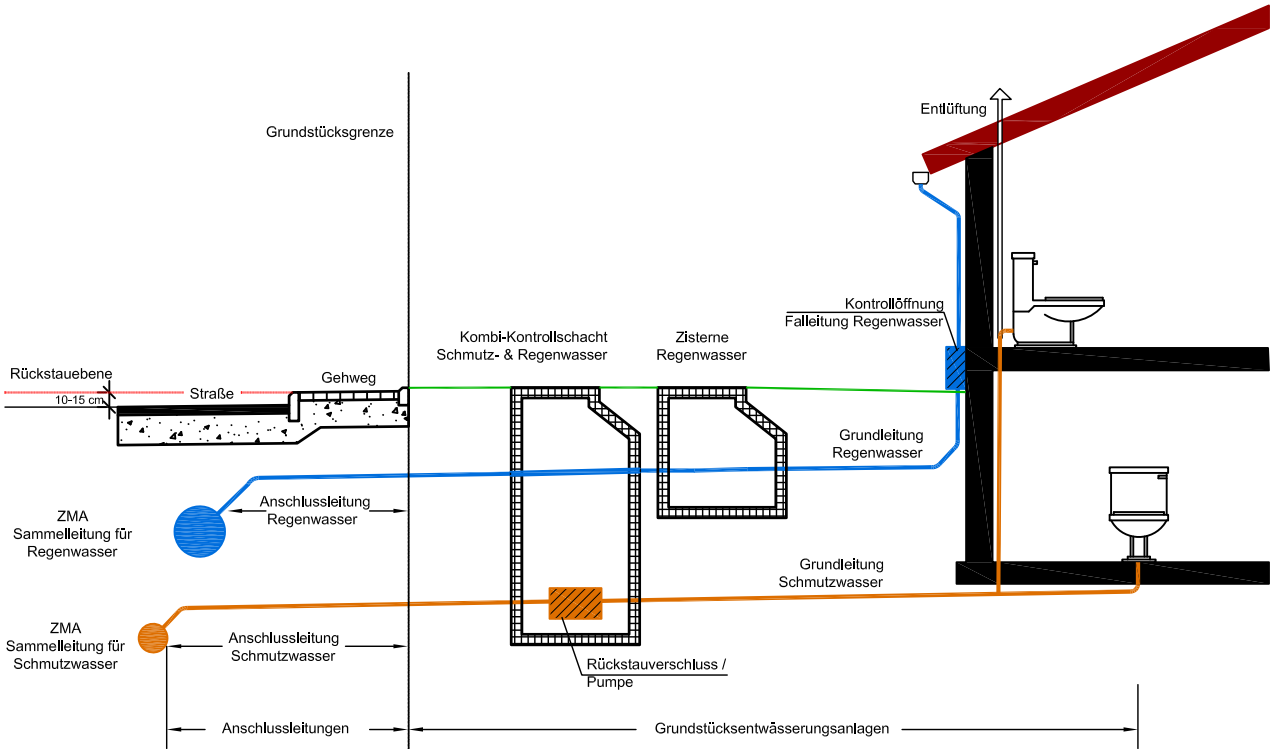 Entlüftung
Grundstücksgrenze
Kontrollöffnung
Falleitung Regenwasser
Kombi-Kontrollschacht
Schmutz- & Regenwasser
Zisterne
Regenwasser
Rückstauebene
10-15 cm
Straße
Gehweg
Grundleitung
Regenwasser
Anschlussleitung
Regenwasser
ZMA
Sammelleitung für
Regenwasser
Grundleitung
Schmutzwasser
ZMA
Sammelleitung für
Schmutzwasser
Anschlussleitung
Schmutzwasser
Rückstauverschluss /
Pumpe
Anschlussleitungen
Grundstücksentwässerungsanlagen